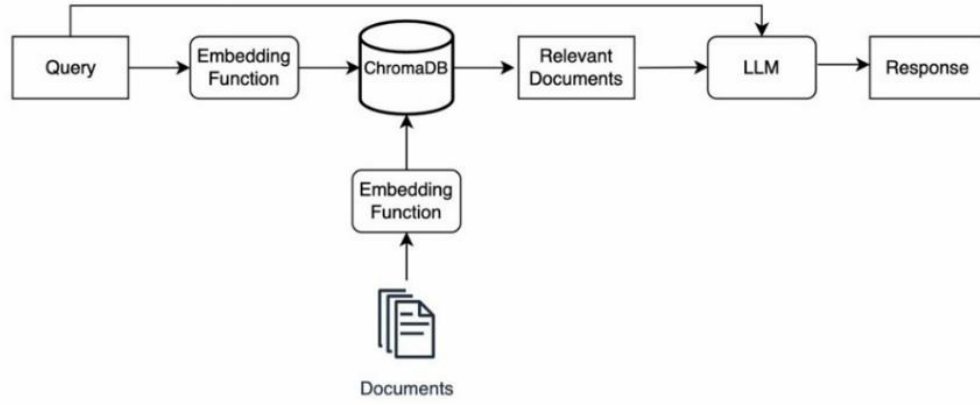 Query
Embedding
Function
ChromaDB
Relevant
Documents
LLM
Response
Embedding
Function
Documents